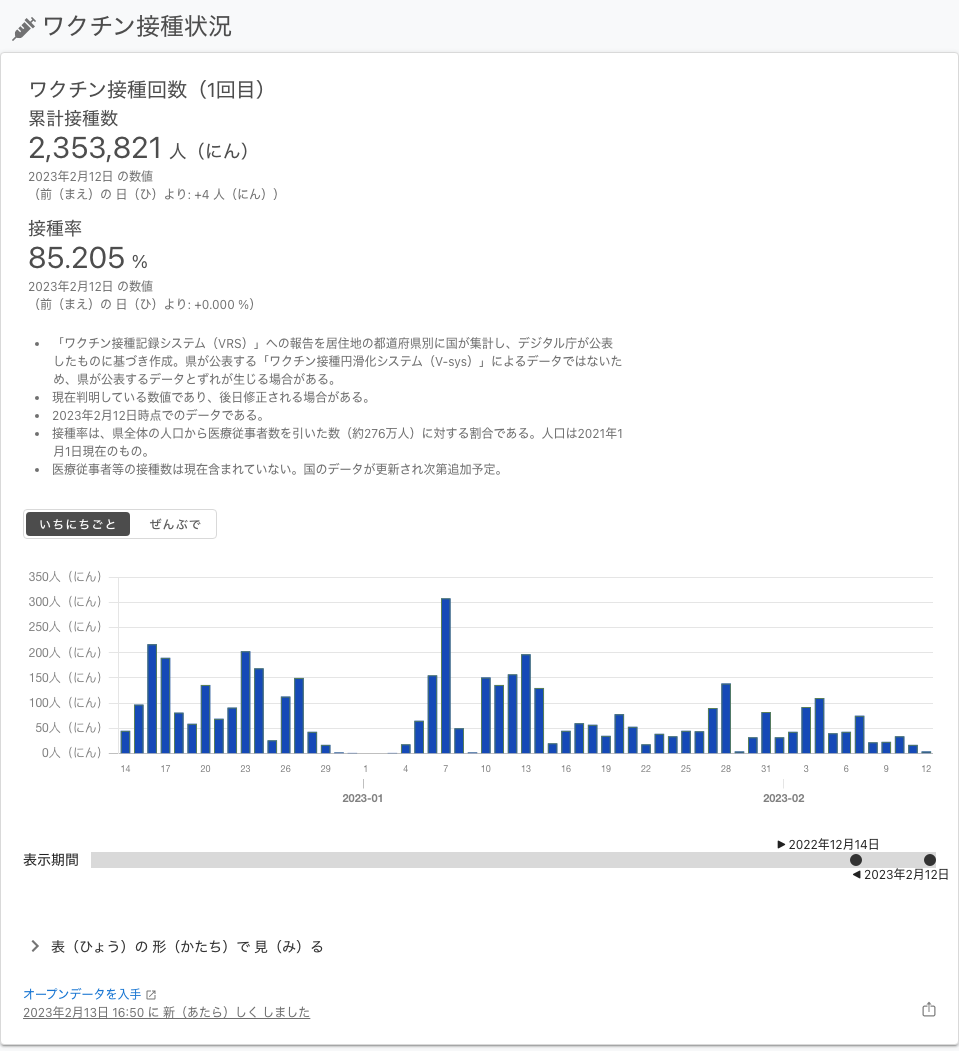 ワクチン接種状況
ワクチン接種回数（1回目）
累計接種数
2,353,821 人（にん）
2023年2月12日 の数値
（前（まえ）の 日（ひ）より: +4 人（にん））
接種率
85.205 %
2023年2月12日 の数値
（前（まえ）の 日（ひ）より: +0.000 %）
• 「ワクチン接種記録システム（VRS）」への報告を居住地の都道府県別に国が集計し、デジタル庁が公表
したものに基づき作成。県が公表する「ワクチン接種円滑化システム（V-sys）」によるデータではないた
め、県が公表するデータとずれが生じる場合がある。
• 現在判明している数値であり、後日修正される場合がある。
• 2023年2月12日時点でのデータである。
• 接種率は、県全体の人口から医療従事者数を引いた数（約276万人）に対する割合である。人口は2021年1
月1日現在のもの。
• 医療従事者等の接種数は現在含まれていない。国のデータが更新され次第追加予定。
いちにちごと ぜんぶで
350人（にん）
300人（にん）
250人（にん）
200人（にん）
150人（にん）
100人（にん）
50人（にん）
0人（にん）
14 17 20 23 26 29 1 4 7 10 13 16 19 22 25 28 31 3 6 9 12
2023-01 2023-02
▶ 2022年12月14日
表示期間
◀ 2023年2月12日
表（ひょう）の 形（かたち）で 見（み）る
オープンデータを入手
2023年2月13日 16:50 に 新（あたら）しく しました